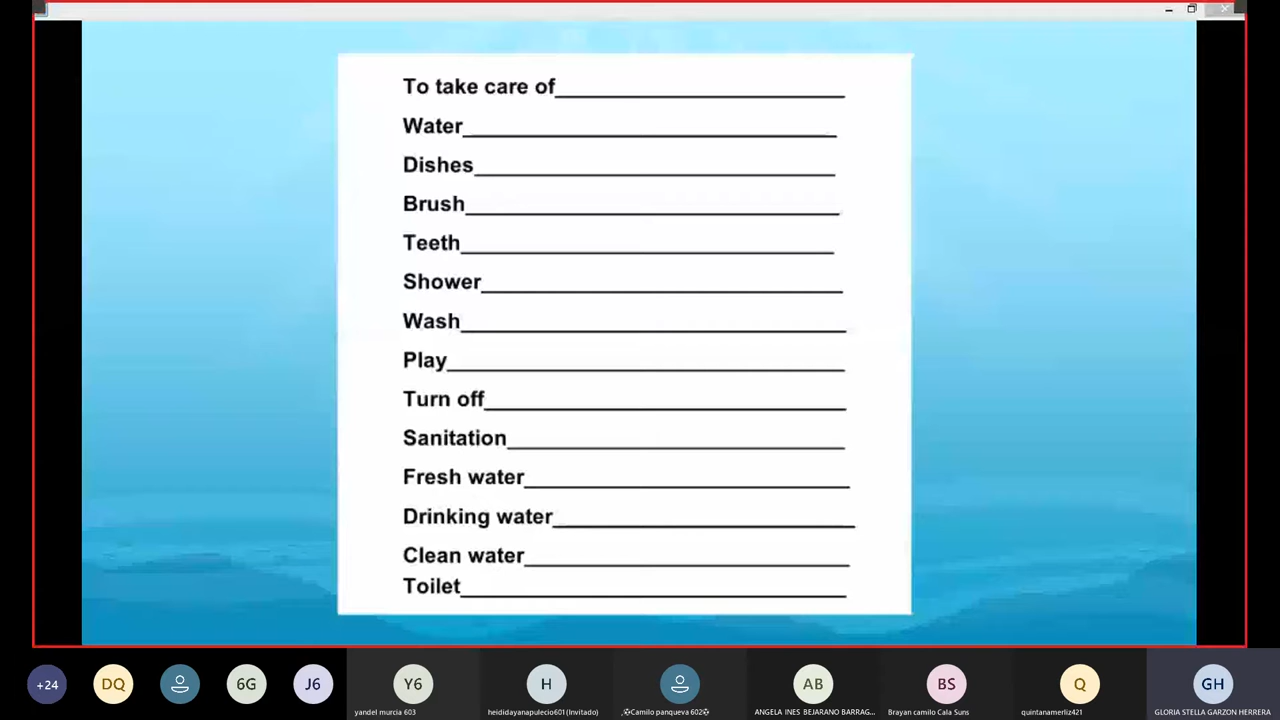 To take care of
Water
Dishes
Brush
Teeth
Shower
Wash
Play
Turn off
Sanitation
Fresh water
Drinking water
Clean water
Toilet
+24 DQ 6G J6 Y6 H AB BS Q GH
yandel murcia 603 heididayanapulecio601(Invitado) Camilo panqueva 602 ANGELA INES BEJARANO BARRAG... Brayan camilo Cala Suns quintanamerliz421 GLORIA STELLA GARZON HERRERA